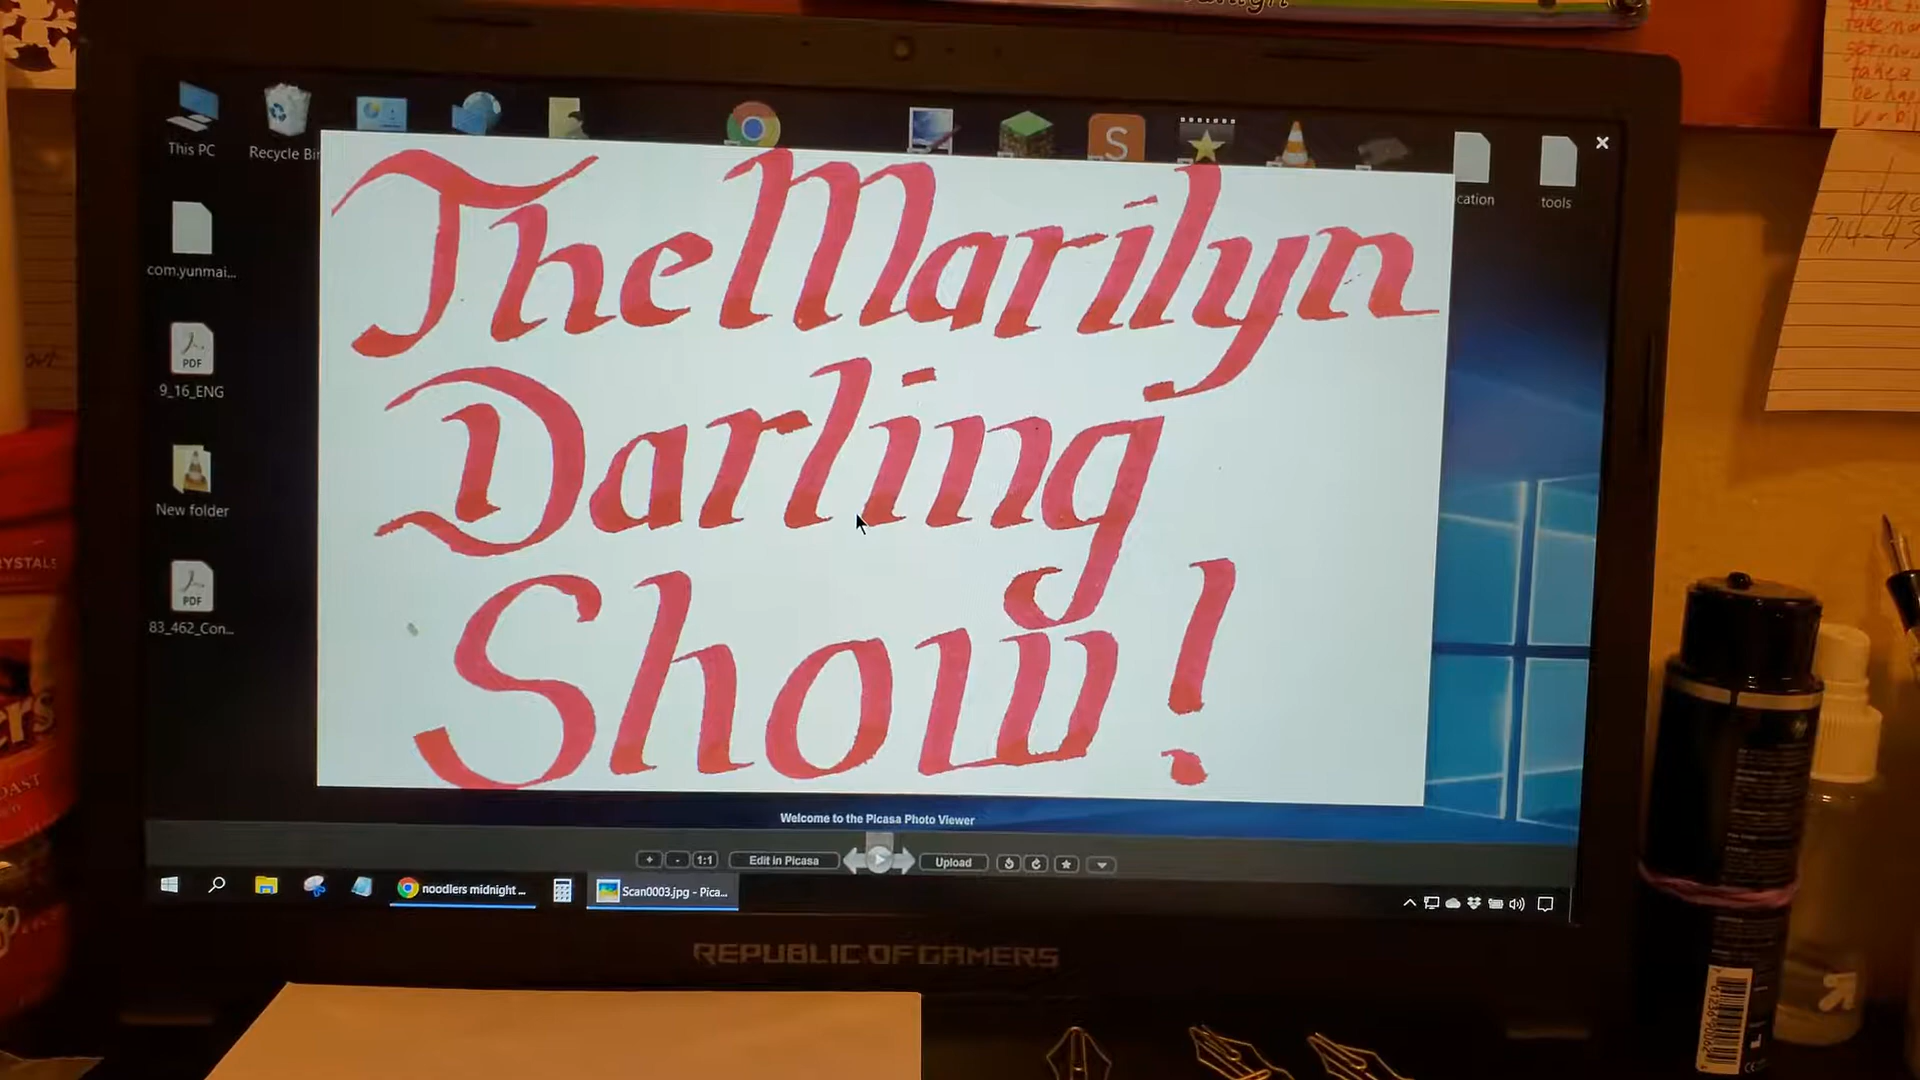 This PC
Recycle Bin
cation
tools
com.yunmai...
PDF
9_16_ENG
New folder
PDF
83_462_Con...
S
The Marilyn
Darling
Show!
Welcome to the Picasa Photo Viewer
+ - 1:1 Edit in Picasa Upload
noodlers midnight ...
Scan0003.jpg - Pica...
REPUBLIC OF GAMERS